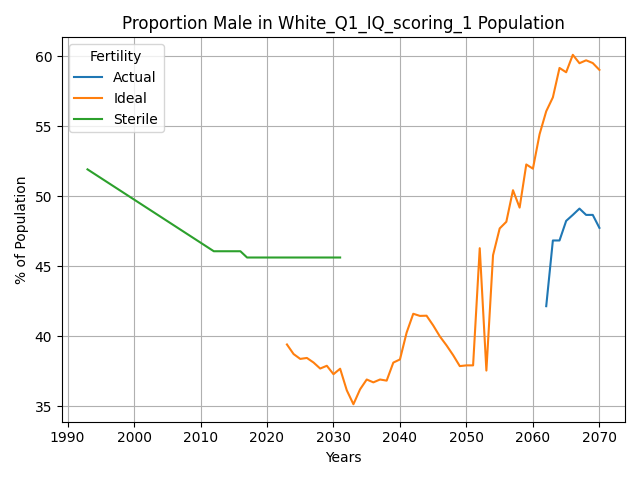 Proportion Male in White_Q1_IQ_scoring_1 Population
Fertility
Actual
Ideal
Sterile
% of Population
60
55
50
45
40
35
1990 2000 2010 2020 2030 2040 2050 2060 2070
Years